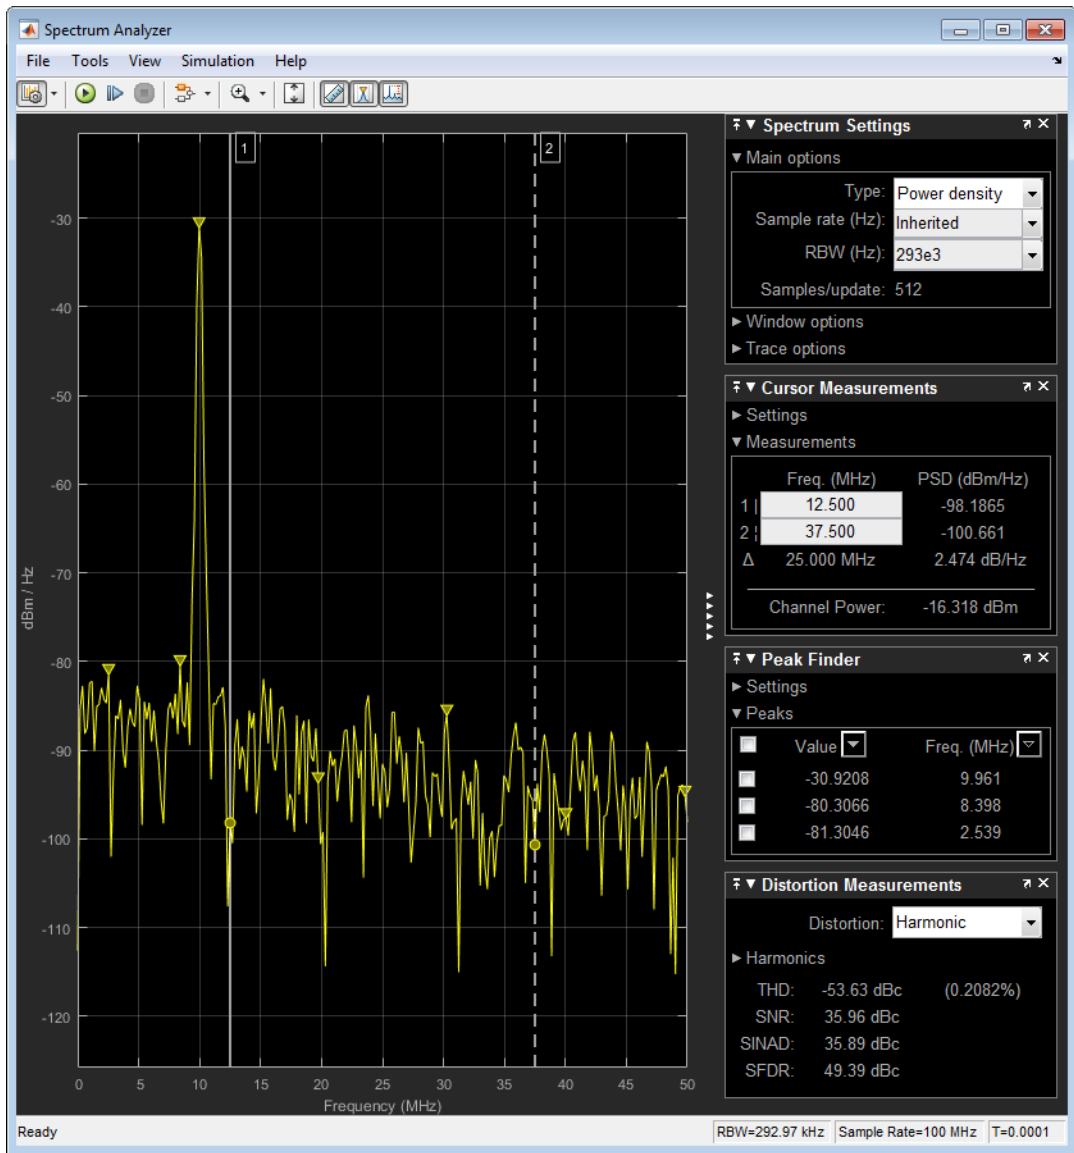 Spectrum Analyzer
File Tools View Simulation Help
1
2
-30
-40
-50
-60
-70
-80
-90
-100
-110
-120
dBm / Hz
0 5 10 15 20 25 30 35 40 45 50
Frequency (MHz)
Spectrum Settings
Main options
Type: Power density
Sample rate (Hz): Inherited
RBW (Hz): 293e3
Samples/update: 512
Window options
Trace options
Cursor Measurements
Settings
Measurements
Freq. (MHz) PSD (dBm/Hz)
1 | 12.500 -98.1865
2 ¦ 37.500 -100.661
Δ 25.000 MHz 2.474 dB/Hz
Channel Power: -16.318 dBm
Peak Finder
Settings
Peaks
Value Freq. (MHz)
-30.9208 9.961
-80.3066 8.398
-81.3046 2.539
Distortion Measurements
Distortion: Harmonic
Harmonics
THD: -53.63 dBc (0.2082%)
SNR: 35.96 dBc
SINAD: 35.89 dBc
SFDR: 49.39 dBc
Ready RBW=292.97 kHz Sample Rate=100 MHz T=0.0001